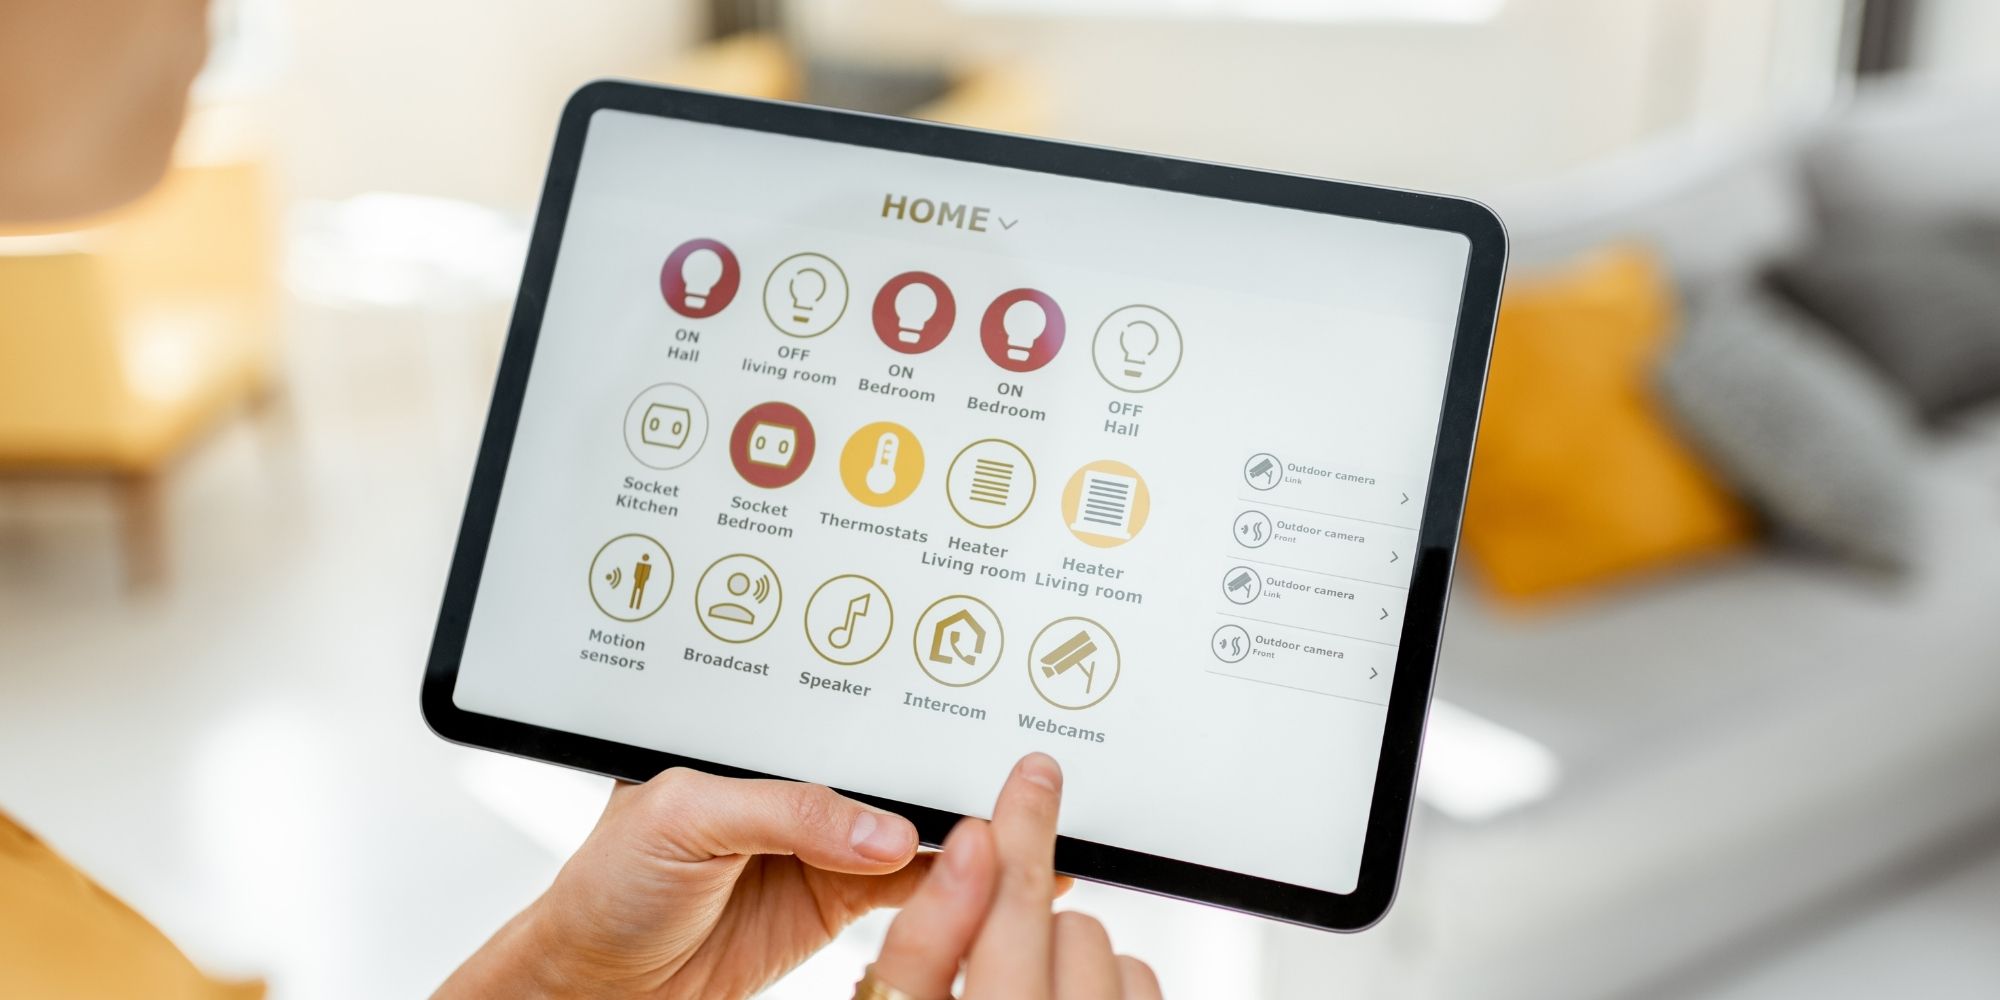 HOME
ON
Hall
OFF
living room
ON
Bedroom
ON
Bedroom
OFF
Hall
Socket
Kitchen
Socket
Bedroom
Thermostats
Heater
Living room
Heater
Living room
Motion
sensors
Broadcast
Speaker
Intercom
Webcams
Outdoor camera
Link
Outdoor camera
Front
Outdoor camera
Link
Outdoor camera
Front